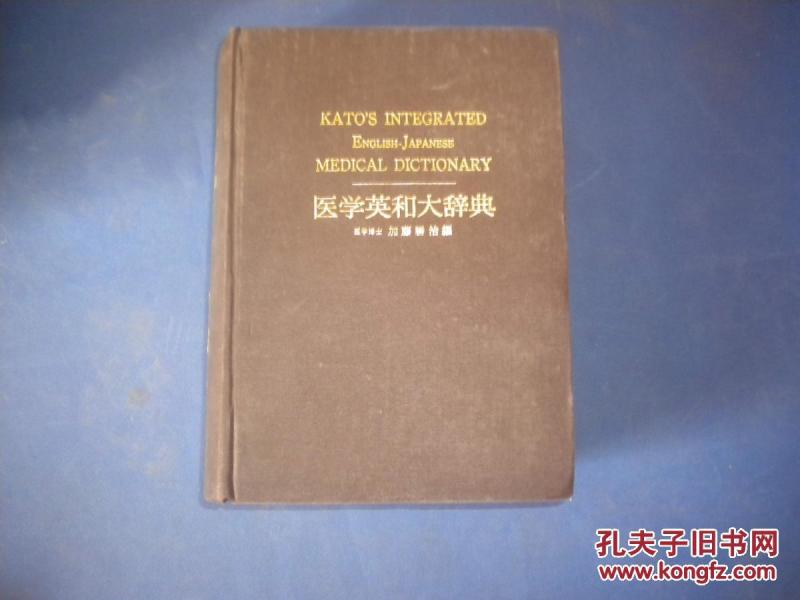 KATO'S INTEGRATED
ENGLISH-JAPANESE
MEDICAL DICTIONARY
医学英和大辞典
医学博士 加藤勝治編
孔夫子旧书网
www.kongfz.com